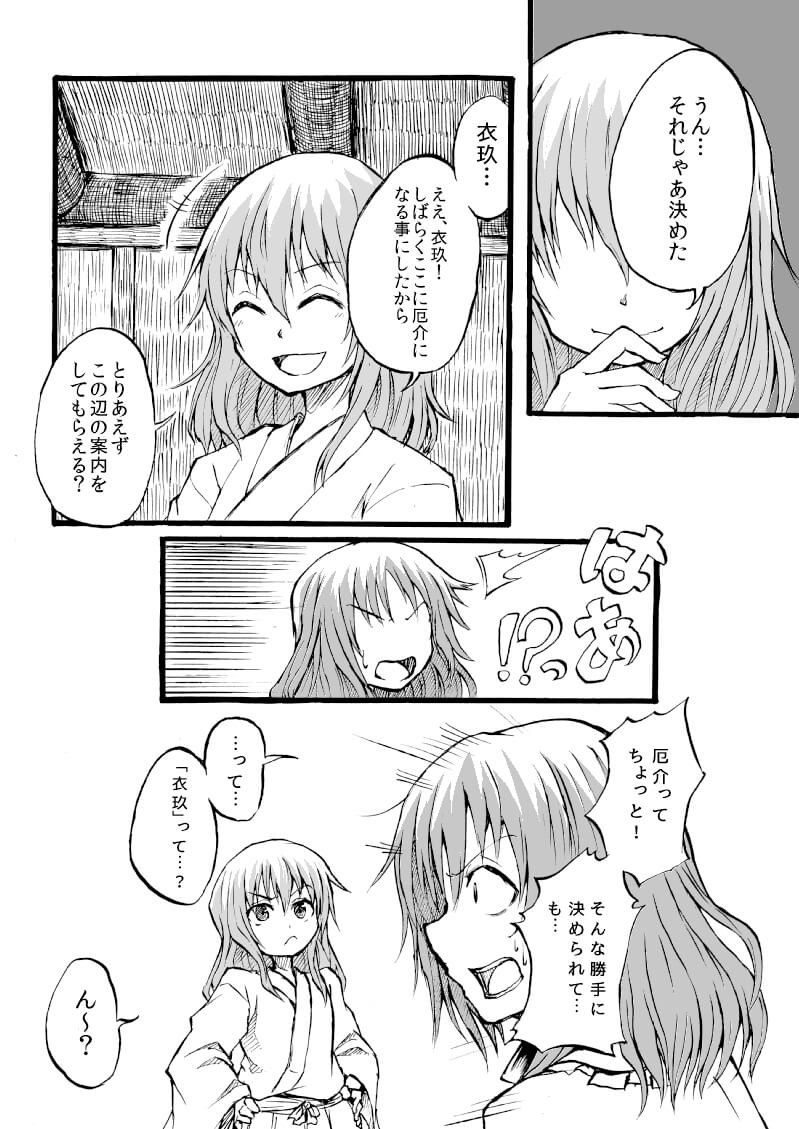 うん…
それじゃあ決めた
衣玖…
ええ、衣玖！
しばらくここに厄介に
なる事にしたから
とりあえず
この辺の案内を
してもらえる？
はあっ!?
厄介って
ちょっと！
そんな勝手に
決められて…
も…
…って…
「衣玖」って…？
ん～？